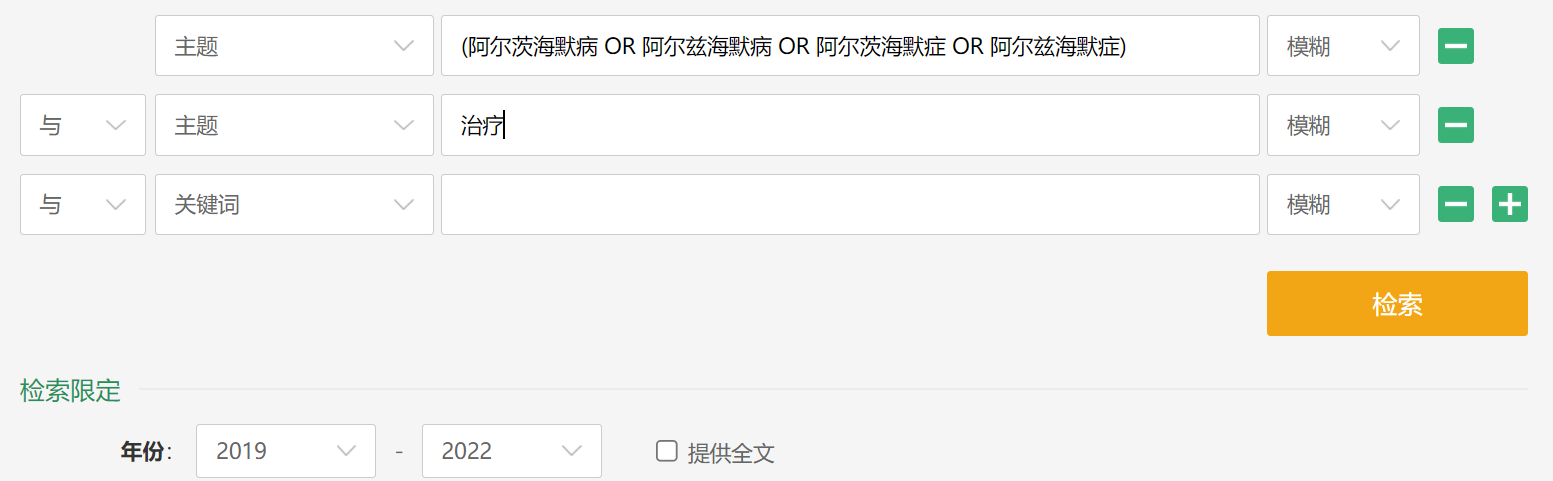 主题 (阿尔茨海默病 OR 阿尔兹海默病 OR 阿尔茨海默症 OR 阿尔兹海默症) 模糊
与 主题 治疗 模糊
与 关键词 模糊
检索
检索限定
年份: 2019 - 2022 提供全文